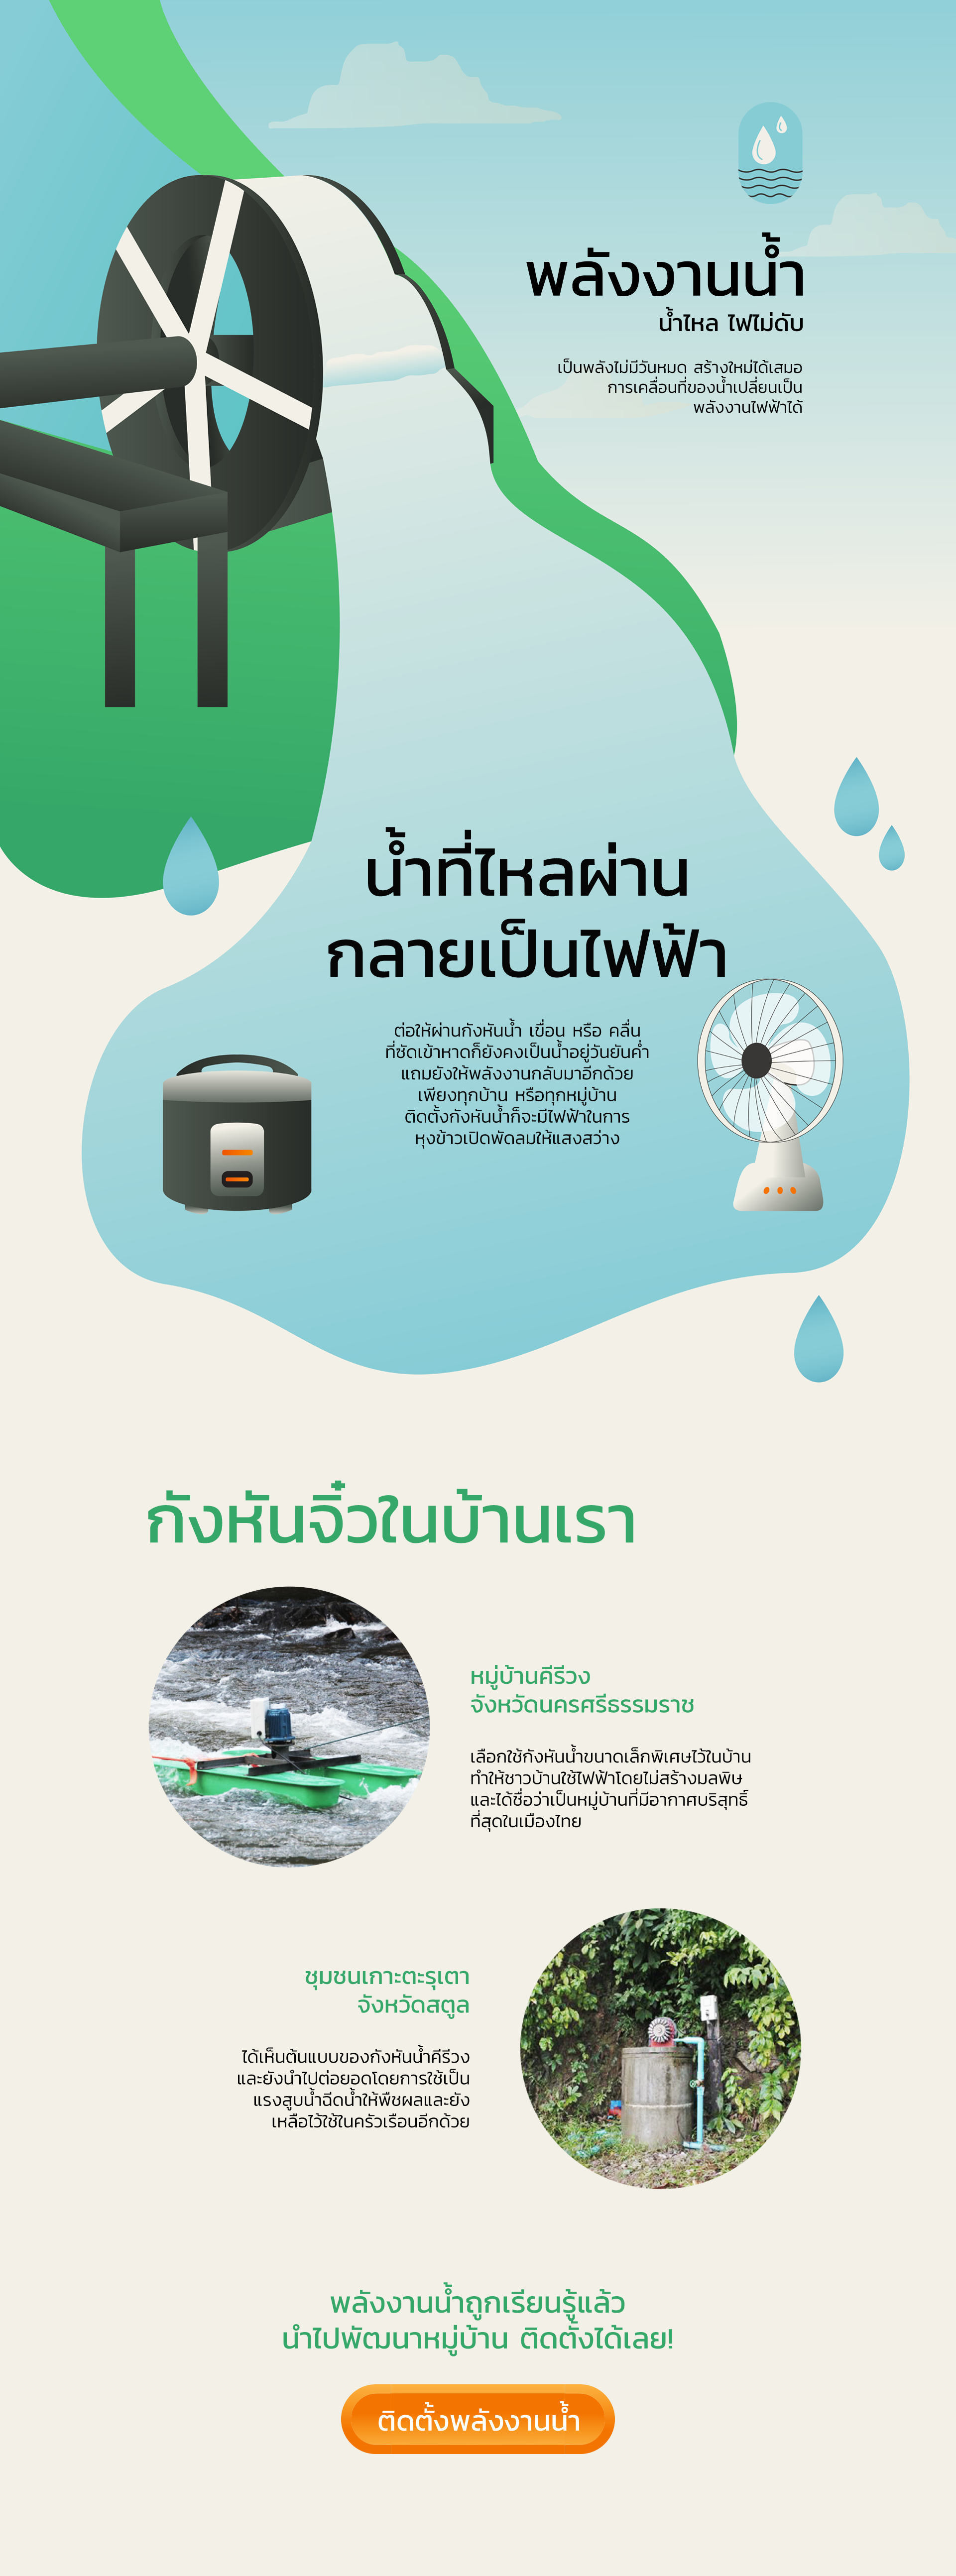 พลังงานน้ำ
น้ำไหล ไฟไม่ดับ
เป็นพลังไม่มีวันหมด สร้างใหม่ได้เสมอ
การเคลื่อนที่ของน้ำเปลี่ยนเป็น
พลังงานไฟฟ้าได้
น้ำที่ไหลผ่าน
กลายเป็นไฟฟ้า
ต่อให้ผ่านกังหันน้ำ เขื่อน หรือ คลื่น
ที่ซัดเข้าหาดก็ยังคงเป็นน้ำอยู่วันยันค่ำ
แถมยังให้พลังงานกลับมาอีกด้วย
เพียงทุกบ้าน หรือทุกหมู่บ้าน
ติดตั้งกังหันน้ำก็จะมีไฟฟ้าในการ
หุงข้าวเปิดพัดลมให้แสงสว่าง
กังหันจิ๋วในบ้านเรา
หมู่บ้านคีรีวง
จังหวัดนครศรีธรรมราช
เลือกใช้กังหันน้ำขนาดเล็กพิเศษไว้ในบ้าน
ทำให้ชาวบ้านใช้ไฟฟ้าโดยไม่สร้างมลพิษ
และได้ชื่อว่าเป็นหมู่บ้านที่มีอากาศบริสุทธิ์
ที่สุดในเมืองไทย
ชุมชนเกาะตะรุเตา
จังหวัดสตูล
ได้เห็นต้นแบบของกังหันน้ำคีรีวง
และยังนำไปต่อยอดโดยการใช้เป็น
แรงสูบน้ำฉีดน้ำให้พืชผลและยัง
เหลือไว้ใช้ในครัวเรือนอีกด้วย
พลังงานน้ำถูกเรียนรู้แล้ว
นำไปพัฒนาหมู่บ้าน ติดตั้งได้เลย!
ติดตั้งพลังงานน้ำ